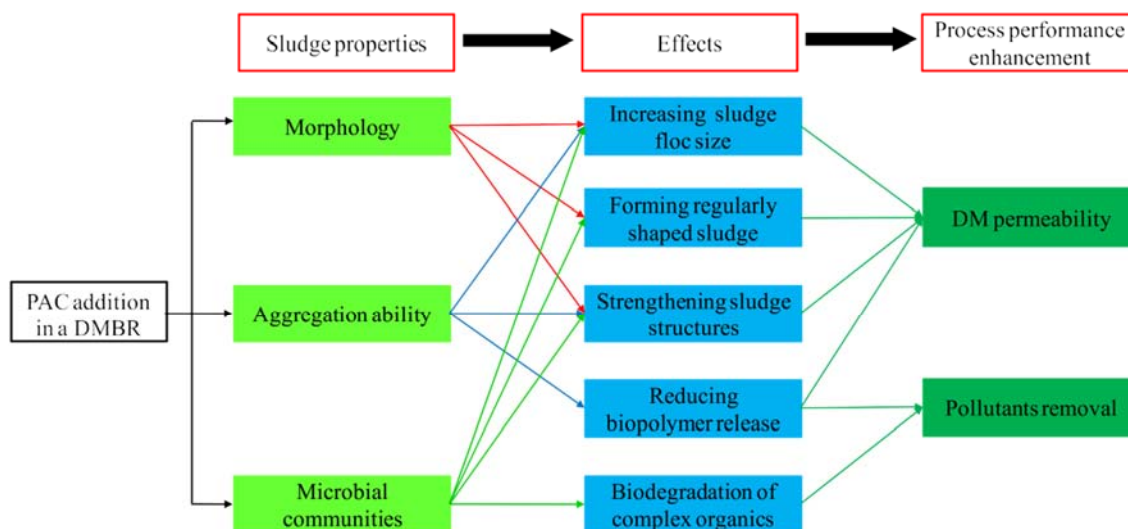 Sludge properties
Effects
Process performance
enhancement
Morphology
Increasing sludge
floc size
Forming regularly
shaped sludge
DM permeability
PAC addition
in a DMBR
Aggregation ability
Strengthening sludge
structures
Reducing
biopolymer release
Pollutants removal
Microbial
communities
Biodegradation of
complex organics